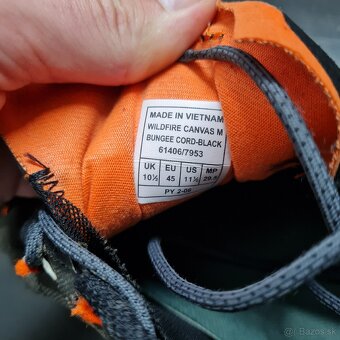 MADE IN VIETNAM
WILDFIRE CANVAS M
BUNGEE CORD-BLACK
61406/7953
UK EU US MP
10½ 45 11½ 29.5
PY 2-06
© Bazos.sk